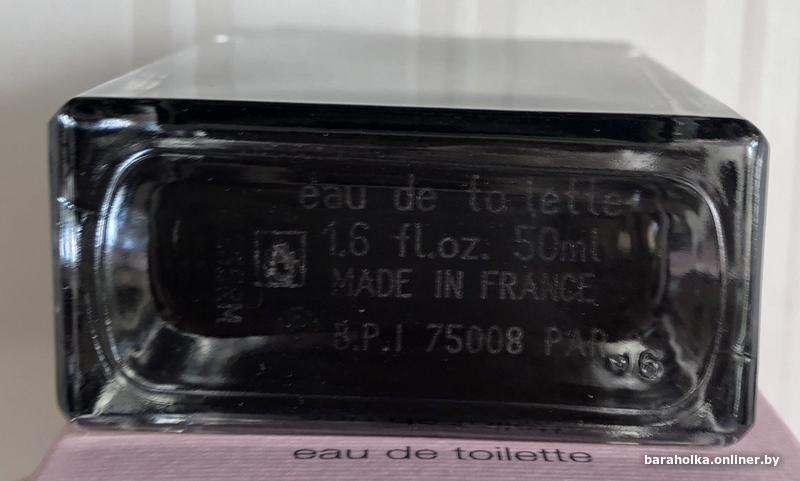 eau de toilette
1.6 fl.oz. 50ml
MADE IN FRANCE
B.P.I 75008 PAR
eau de toilette
baraholka.onliner.by